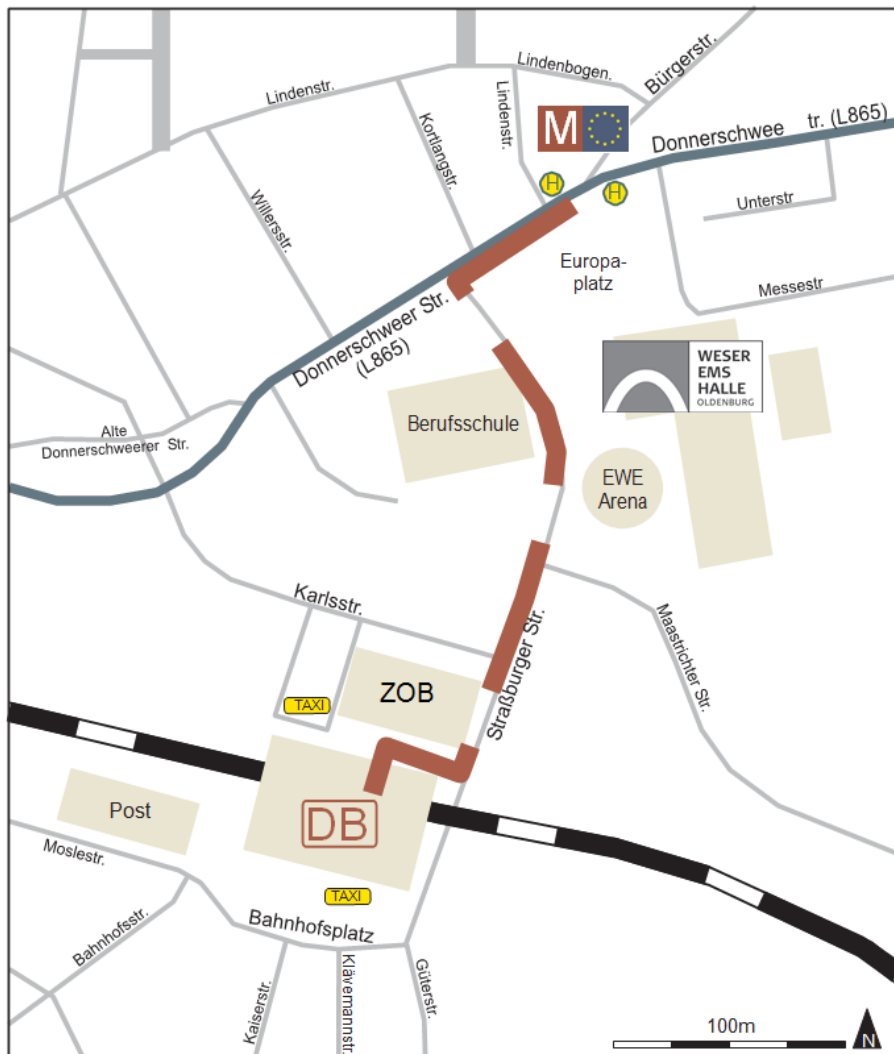 Lindenstr.
Lindenbogen.
Bürgerstr.
Kortlangstr.
Lindenstr.
M
Donnerschwee
tr. (L865)
H
H
Willersstr.
Unterstr
Europa-
platz
Messestr
Donnerschweer Str.
(L865)
WESER
EMS
HALLE
OLDENBURG
Berufsschule
Alte
Donnerschweerer Str.
EWE
Arena
Karlsstr.
Maastrichter Str.
Straßburger Str.
ZOB
TAXI
Post
DB
Moslestr.
TAXI
Bahnhofsplatz
Bahnhofsstr.
Kaiserstr.
Klävemannstr.
Güterstr.
100m
N